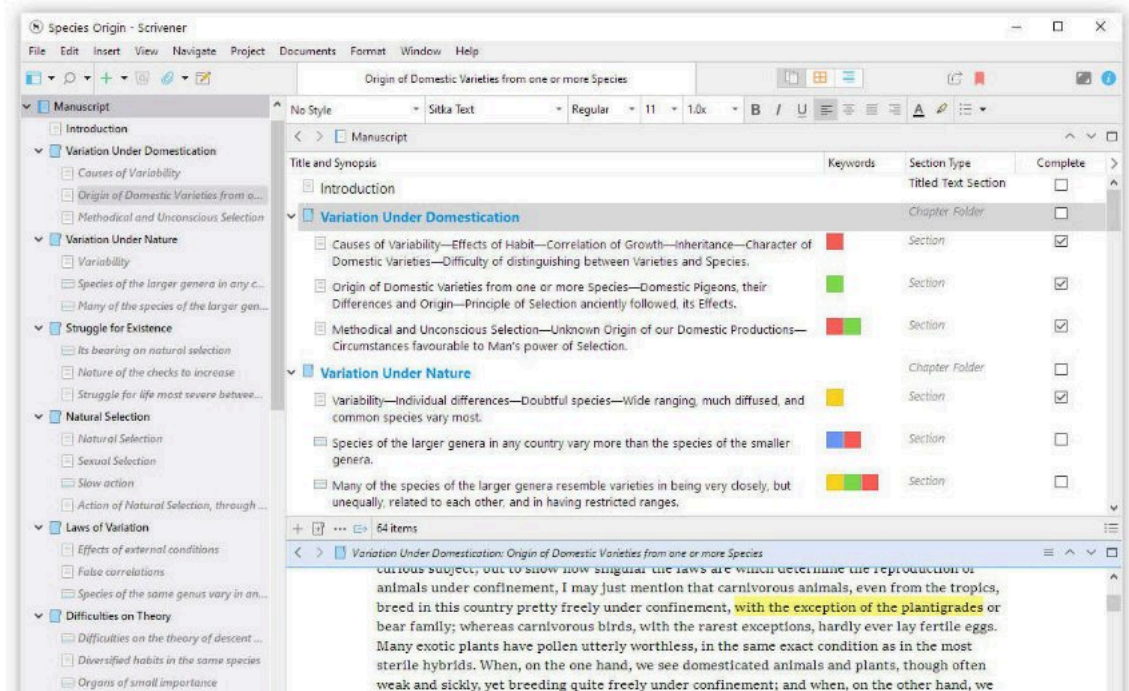 Species Origin - Scrivener
File Edit Insert View Navigate Project Documents Format Window Help
Origin of Domestic Varieties from one or more Species
No Style Sitka Text Regular 11 1.0x B I U A
Manuscript
Introduction
Variation Under Domestication
Causes of Variability
Origin of Domestic Varieties from o...
Methodical and Unconscious Selection
Variation Under Nature
Variability
Species of the larger genera in any c...
Many of the species of the larger gen...
Struggle for Existence
Its bearing on natural selection
Nature of the checks to increase
Struggle for life most severe betwee...
Natural Selection
Natural Selection
Sexual Selection
Slow action
Action of Natural Selection, through ...
Laws of Variation
Effects of external conditions
False correlations
Species of the same genus vary in an...
Difficulties on Theory
Difficulties on the theory of descent ...
Diversified habits in the same species
Organs of small importance
Manuscript
Title and Synopsis Keywords Section Type Complete
Introduction Titled Text Section
Variation Under Domestication Chapter Folder
Causes of Variability—Effects of Habit—Correlation of Growth—Inheritance—Character of Section
Domestic Varieties—Difficulty of distinguishing between Varieties and Species.
Origin of Domestic Varieties from one or more Species—Domestic Pigeons, their Section
Differences and Origin—Principle of Selection anciently followed, its Effects.
Methodical and Unconscious Selection—Unknown Origin of our Domestic Productions— Section
Circumstances favourable to Man's power of Selection.
Variation Under Nature Chapter Folder
Variability—Individual differences—Doubtful species—Wide ranging, much diffused, and Section
common species vary most.
Species of the larger genera in any country vary more than the species of the smaller Section
genera.
Many of the species of the larger genera resemble varieties in being very closely, but Section
unequally, related to each other, and in having restricted ranges.
64 items
Variation Under Domestication: Origin of Domestic Varieties from one or more Species
curious subject, but to show how singular the laws are which determine the reproduction of
animals under confinement, I may just mention that carnivorous animals, even from the tropics,
breed in this country pretty freely under confinement, with the exception of the plantigrades or
bear family; whereas carnivorous birds, with the rarest exceptions, hardly ever lay fertile eggs.
Many exotic plants have pollen utterly worthless, in the same exact condition as in the most
sterile hybrids. When, on the one hand, we see domesticated animals and plants, though often
weak and sickly, yet breeding quite freely under confinement; and when, on the other hand, we